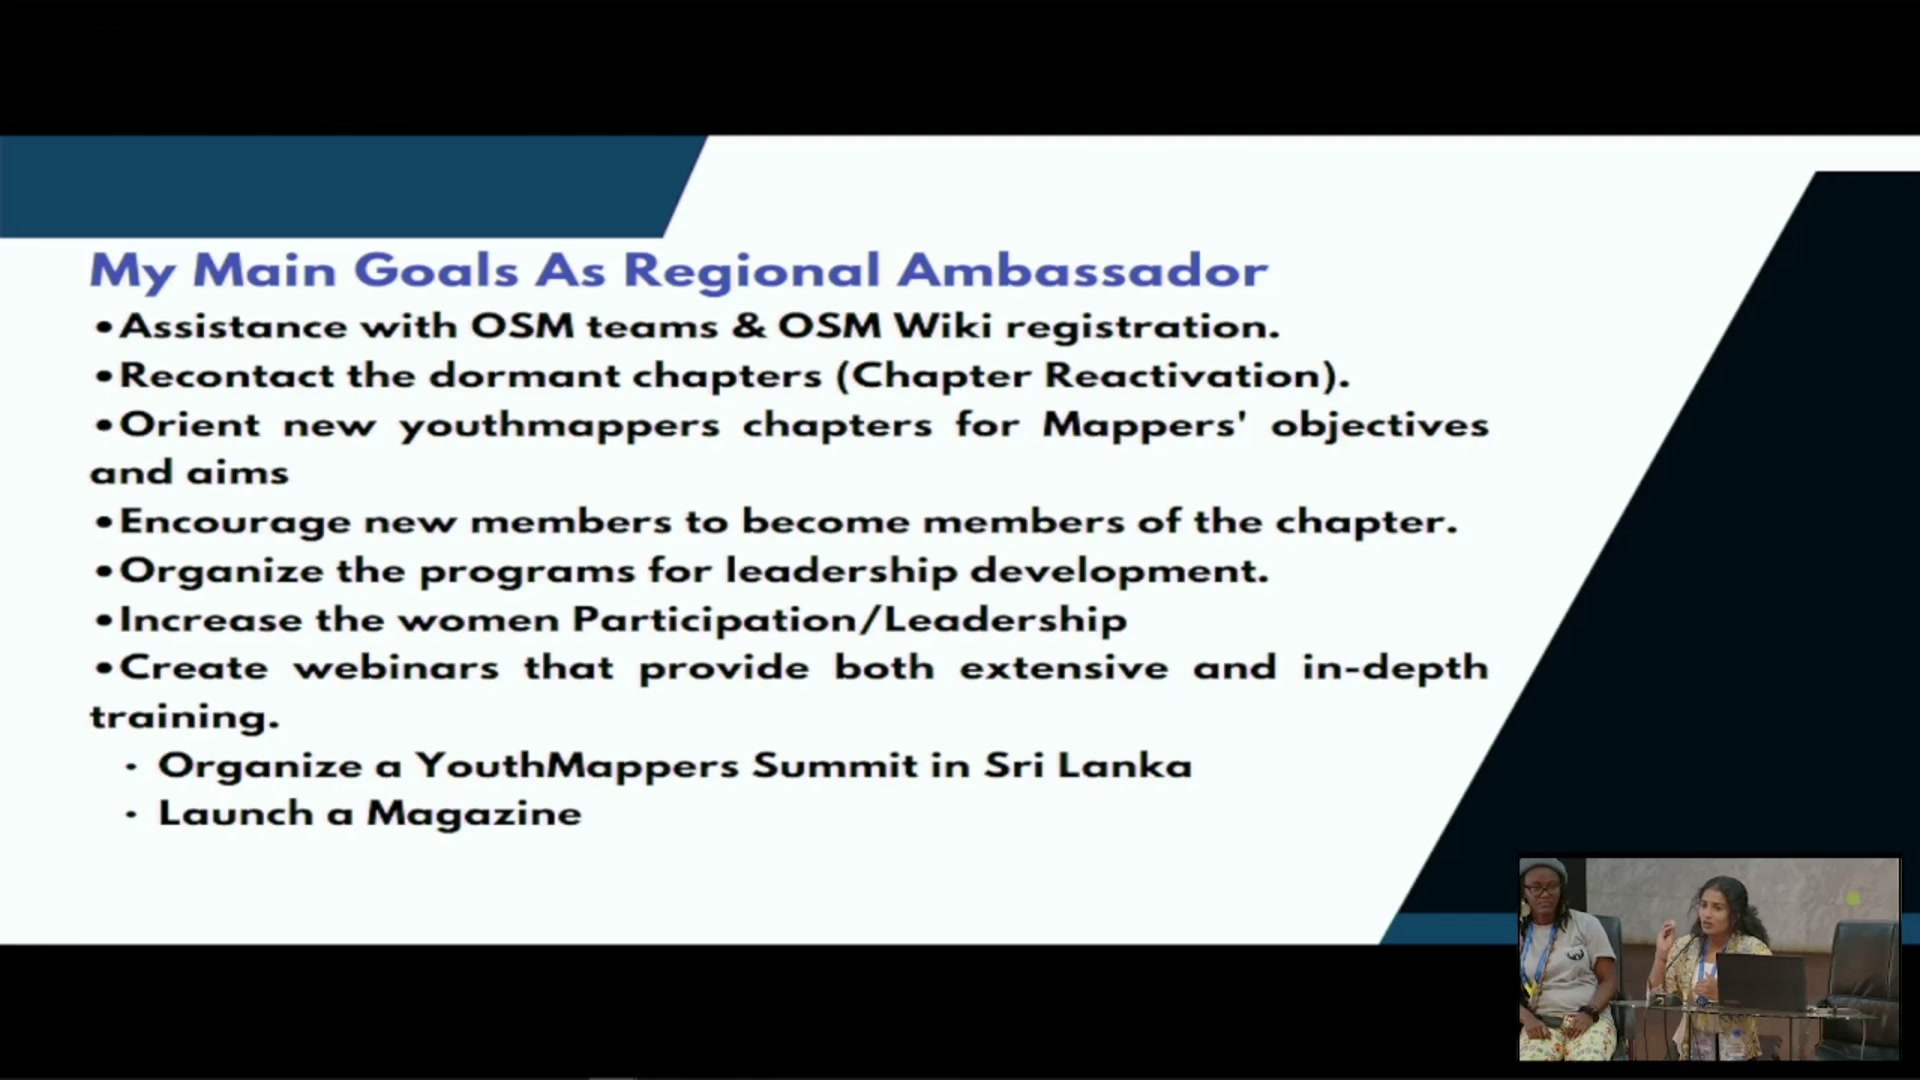 My Main Goals As Regional Ambassador
•Assistance with OSM teams & OSM Wiki registration.
•Recontact the dormant chapters (Chapter Reactivation).
•Orient new youthmappers chapters for Mappers' objectives
and aims
•Encourage new members to become members of the chapter.
•Organize the programs for leadership development.
•Increase the women Participation/Leadership
•Create webinars that provide both extensive and in-depth
training.
• Organize a YouthMappers Summit in Sri Lanka
• Launch a Magazine